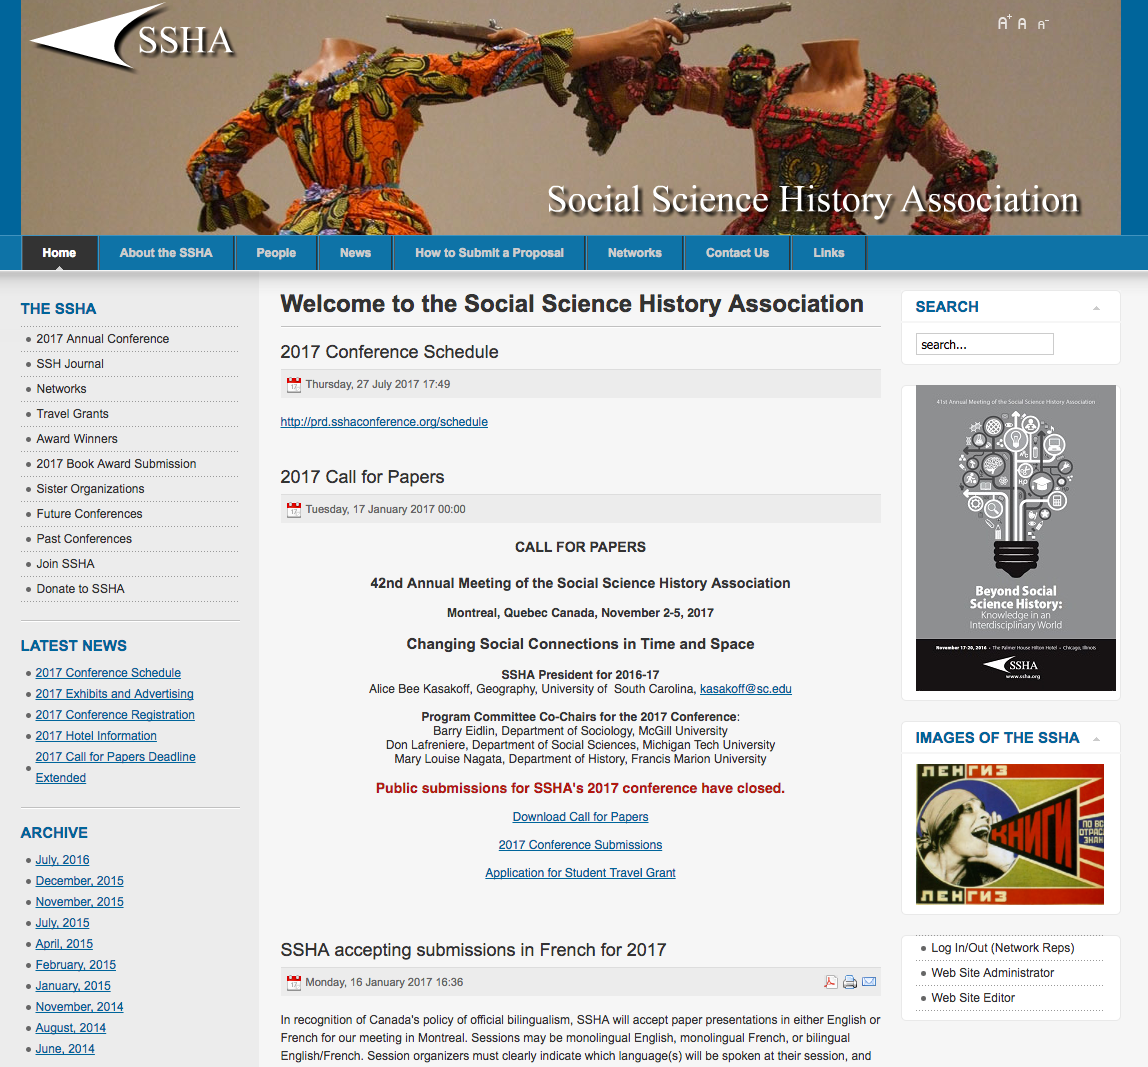 SSHA
A+ A A-
Social Science History Association
Home
About the SSHA
People
News
How to Submit a Proposal
Networks
Contact Us
Links
THE SSHA
2017 Annual Conference
SSH Journal
Networks
Travel Grants
Award Winners
2017 Book Award Submission
Sister Organizations
Future Conferences
Past Conferences
Join SSHA
Donate to SSHA
LATEST NEWS
2017 Conference Schedule
2017 Exhibits and Advertising
2017 Conference Registration
2017 Hotel Information
2017 Call for Papers Deadline
Extended
ARCHIVE
July, 2016
December, 2015
November, 2015
July, 2015
April, 2015
February, 2015
January, 2015
November, 2014
August, 2014
June, 2014
Welcome to the Social Science History Association
2017 Conference Schedule
Thursday, 27 July 2017 17:49
http://prd.sshaconference.org/schedule
2017 Call for Papers
Tuesday, 17 January 2017 00:00
CALL FOR PAPERS
42nd Annual Meeting of the Social Science History Association
Montreal, Quebec Canada, November 2-5, 2017
Changing Social Connections in Time and Space
SSHA President for 2016-17
Alice Bee Kasakoff, Geography, University of South Carolina, kasakoff@sc.edu
Program Committee Co-Chairs for the 2017 Conference:
Barry Eidlin, Department of Sociology, McGill University
Don Lafreniere, Department of Social Sciences, Michigan Tech University
Mary Louise Nagata, Department of History, Francis Marion University
Public submissions for SSHA's 2017 conference have closed.
Download Call for Papers
2017 Conference Submissions
Application for Student Travel Grant
SSHA accepting submissions in French for 2017
Monday, 16 January 2017 16:36
In recognition of Canada's policy of official bilingualism, SSHA will accept paper presentations in either English or
French for our meeting in Montreal. Sessions may be monolingual English, monolingual French, or bilingual
English/French. Session organizers must clearly indicate which language(s) will be spoken at their session, and
SEARCH
search...
41st Annual Meeting of the Social Science History Association
Beyond Social
Science History:
Knowledge in an
Interdisciplinary World
November 17-20, 2016 • The Palmer House Hilton Hotel • Chicago, Illinois
SSHA
www.ssha.org
IMAGES OF THE SSHA
ЛЕНГИЗ
КНИГИ
ПО ВС
ОТРАС
ЗНАН
ЛЕНГИЗ
Log In/Out (Network Reps)
Web Site Administrator
Web Site Editor